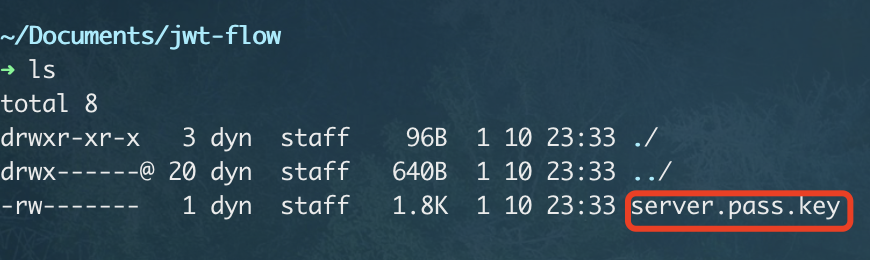 ~/Documents/jwt-flow
➜ ls
total 8
drwxr-xr-x   3 dyn  staff    96B  1 10 23:33 ./
drwx------@ 20 dyn  staff   640B  1 10 23:33 ../
-rw-------   1 dyn  staff   1.8K  1 10 23:33 server.pass.key